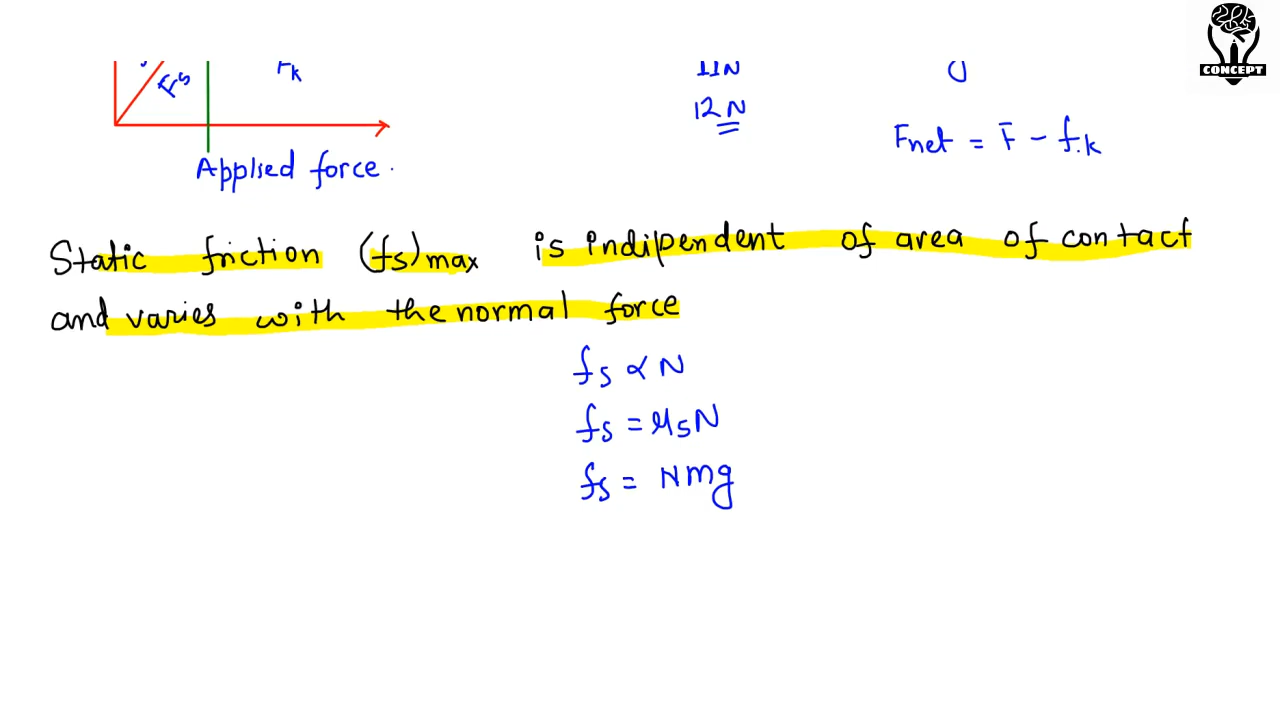 CONCEPT
Fs
Fk
11N
12N
Applied force
Fnet = F - fk
Static friction (fs)max is indipendent of area of contact
and varies with the normal force
fs ∝ N
fs = μsN
fs = Nmg